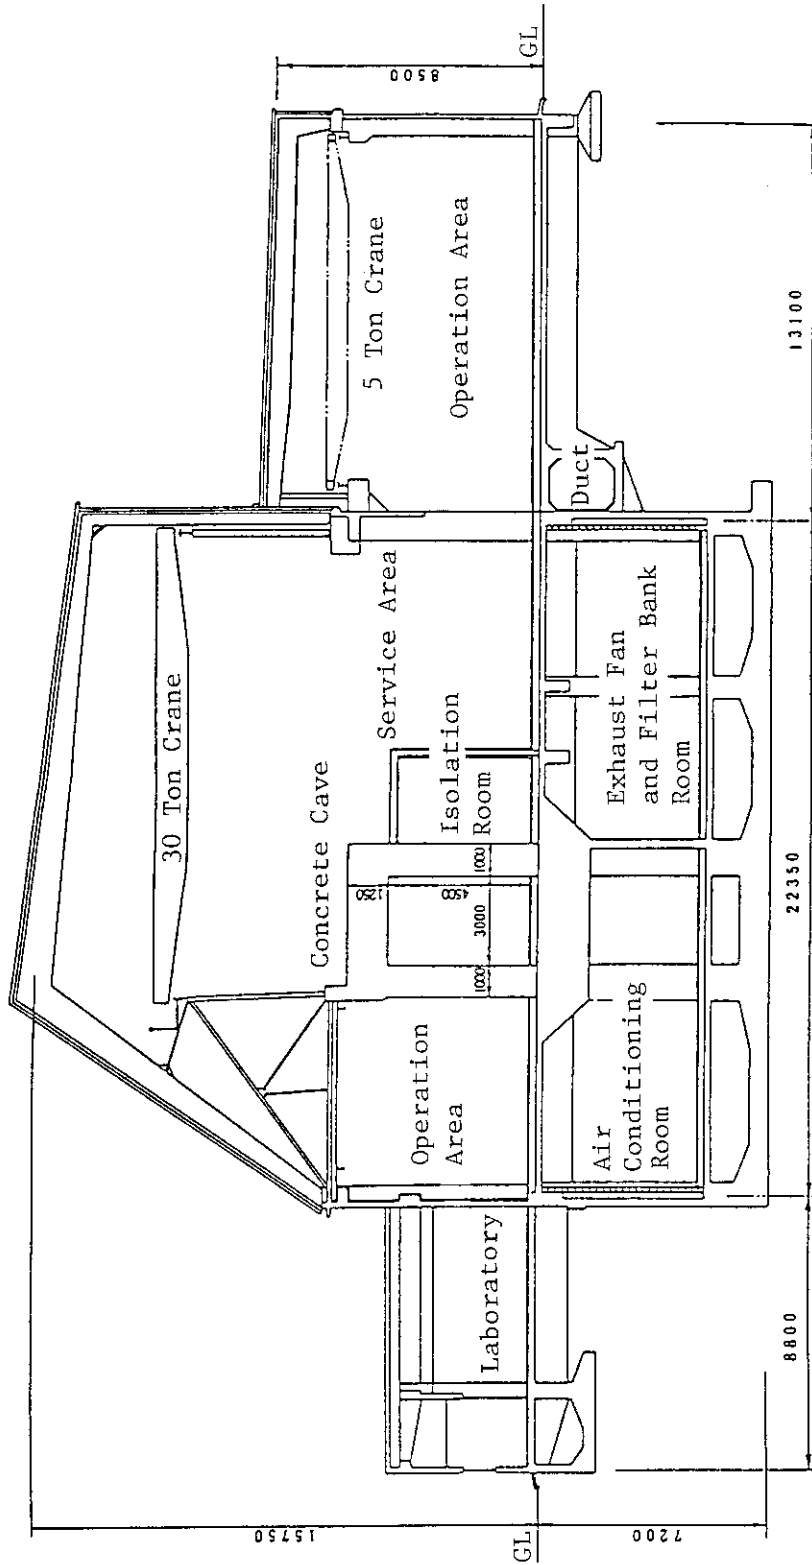 GL
8500
5 Ton Crane
Operation Area
13100
Duct
30 Ton Crane
Service Area
Concrete Cave
Isolation
Room
Exhaust Fan
and Filter Bank
Room
1250
4500
1000
3000
1000
22350
Operation
Area
Air
Conditioning
Room
Laboratory
8800
15750
GL
7200